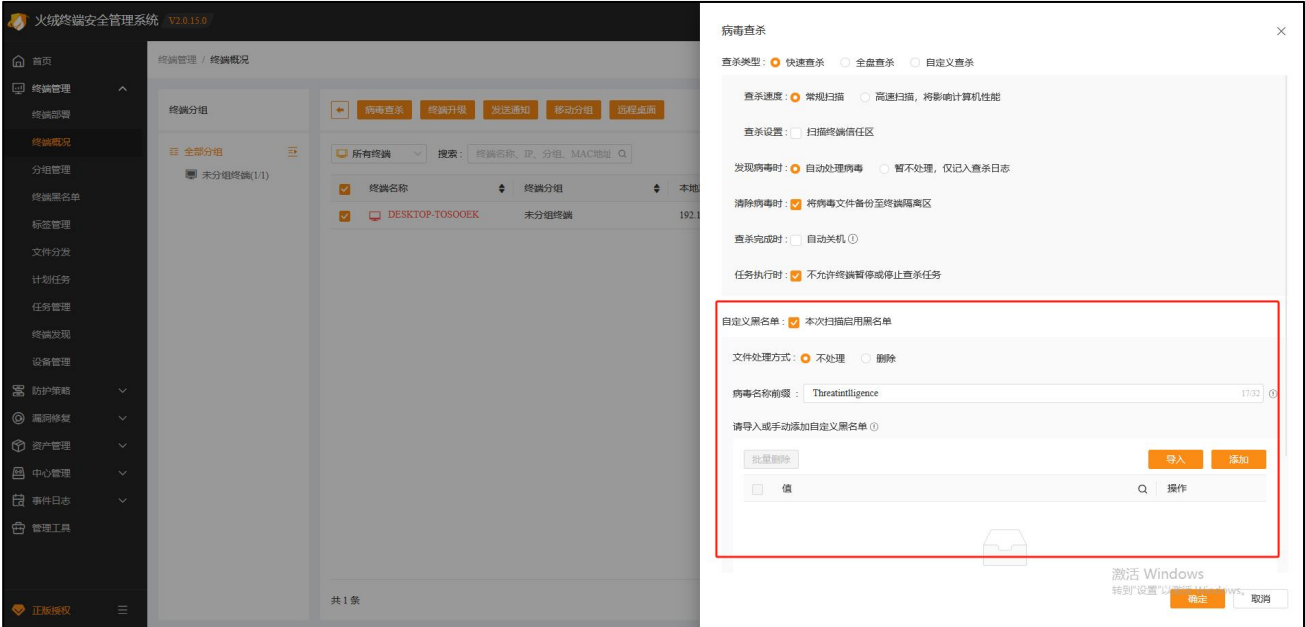 火绒终端安全管理系统 V2.0.15.0
首页
终端管理
终端部署
终端概况
分组管理
终端黑名单
标签管理
文件分发
计划任务
任务管理
终端发现
设备管理
防护策略
漏洞修复
资产管理
中心管理
事件日志
管理工具
正版授权
终端管理 / 终端概况
终端分组
全部分组
未分组终端(1/1)
病毒查杀 终端升级 发送通知 移动分组 远程桌面
所有终端 搜索： 终端名称、IP、分组、MAC地址
终端名称 终端分组 本地
DESKTOP-TOSOOEK 未分组终端 192.1
共 1 条
病毒查杀
查杀类型： 快速查杀 全盘查杀 自定义查杀
查杀速度： 常规扫描 高速扫描，将影响计算机性能
查杀设置： 扫描终端信任区
发现病毒时： 自动处理病毒 暂不处理，仅记入查杀日志
清除病毒时： 将病毒文件备份至终端隔离区
查杀完成时： 自动关机
任务执行时： 不允许终端暂停或停止查杀任务
自定义黑名单： 本次扫描启用黑名单
文件处理方式： 不处理 删除
病毒名称前缀： Threatintlligence 17/32
请导入或手动添加自定义黑名单
批量删除 导入 添加
值 操作
激活 Windows
转到"设置"以激活 Windows。
确定 取消